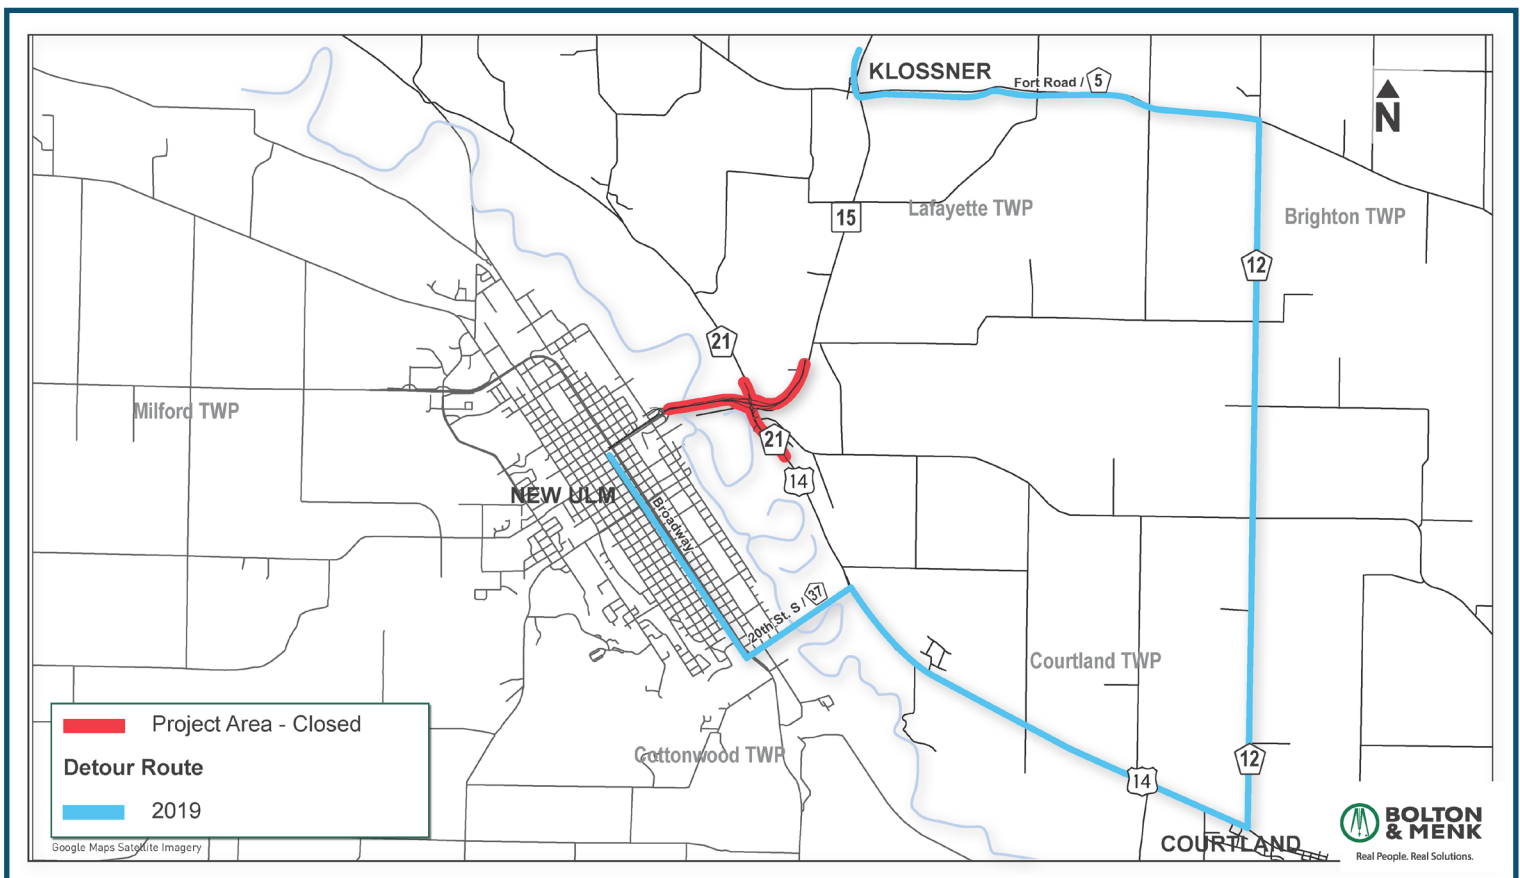 KLOSSNER
Fort Road / 5
N
15
Lafayette TWP
Brighton TWP
12
21
Milford TWP
21
14
NEW ULM
Broadway
20th St. S / 37
Courtland TWP
Cottonwood TWP
12
14
COURTLAND
Project Area - Closed
Detour Route
2019
Google Maps Satellite Imagery
BOLTON
& MENK
Real People. Real Solutions.